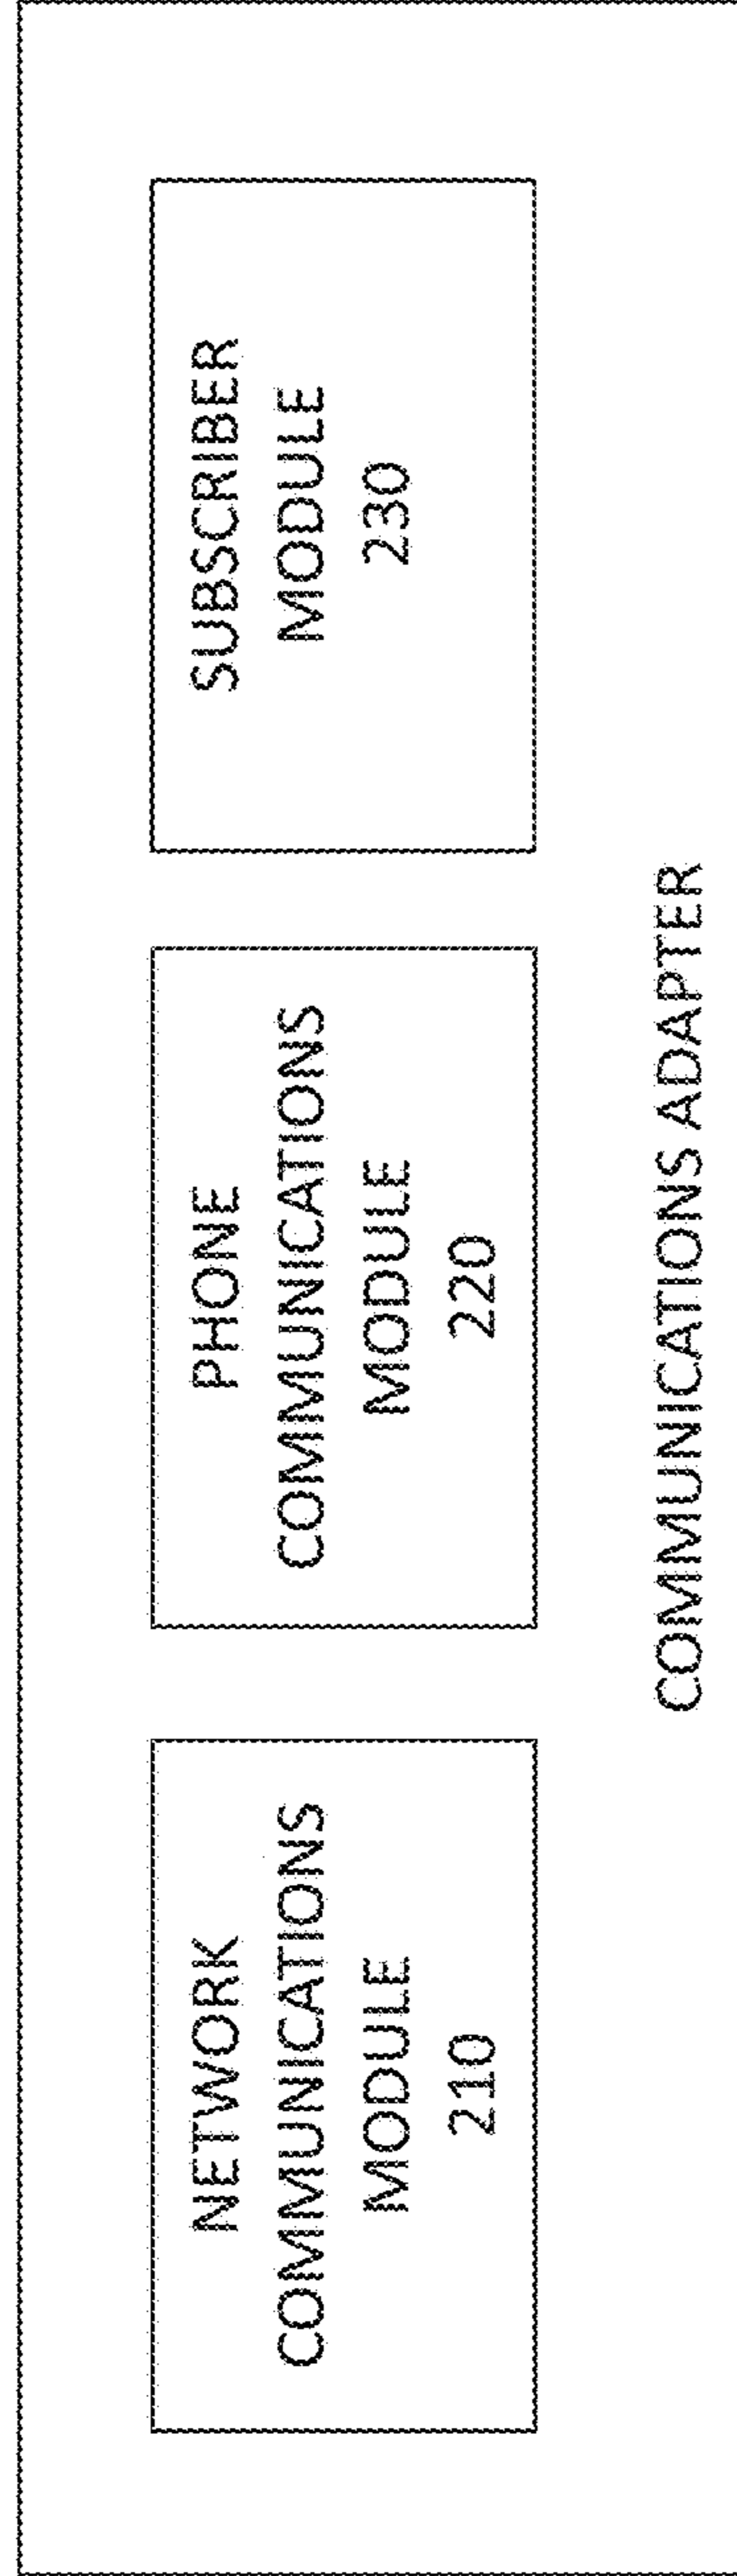 NETWORK
COMMUNICATIONS
MODULE
210
PHONE
COMMUNICATIONS
MODULE
220
SUBSCRIBER
MODULE
230
COMMUNICATIONS ADAPTER